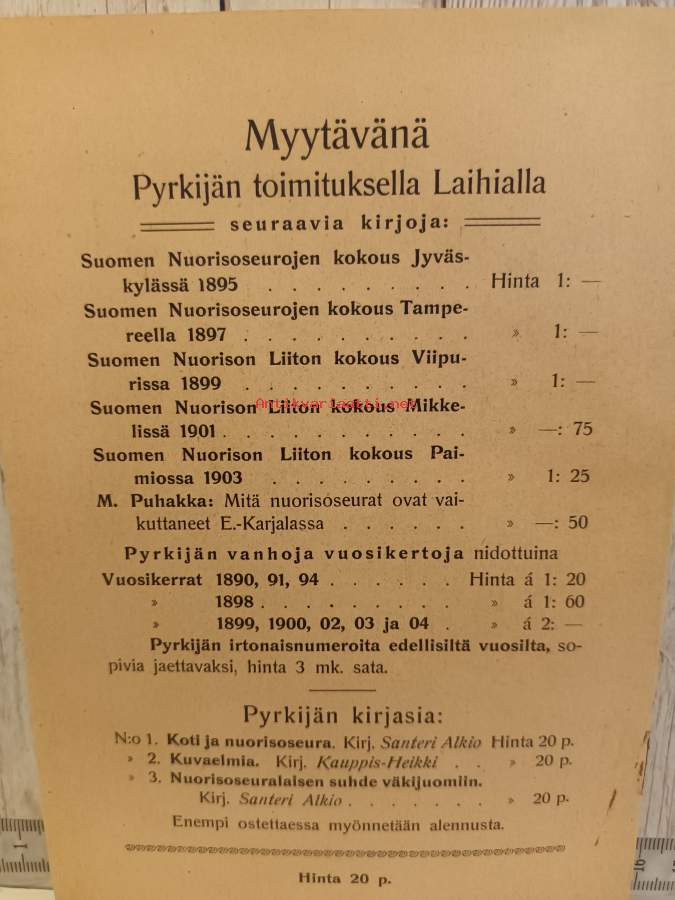 Myytävänä
Pyrkijän toimituksella Laihialla
seuraavia kirjoja:
Suomen Nuorisoseurojen kokous Jyväs-
kylässä 1895 . . . . . . . . . Hinta 1: —
Suomen Nuorisoseurojen kokous Tampe-
reella 1897 . . . . . . . . . » 1: —
Suomen Nuorison Liiton kokous Viipu-
rissa 1899 . . . . . . . . . » 1: —
Suomen Nuorison Liiton kokous Mikke-
Antikvariaatti.net
lissä 1901 . . . . . . . . . . » —: 75
Suomen Nuorison Liiton kokous Pai-
miossa 1903 . . . . . . . . » 1: 25
M. Puhakka: Mitä nuorisoseurat ovat vai-
kuttaneet E.-Karjalassa . . . . . » —: 50
Pyrkijän vanhoja vuosikertoja nidottuina
Vuosikerrat 1890, 91, 94 . . . . . . Hinta á 1: 20
» 1898 . . . . . . . . . » á 1: 60
» 1899, 1900, 02, 03 ja 04 . » á 2: —
Pyrkijän irtonaisnumeroita edellisiltä vuosilta, so-
pivia jaettavaksi, hinta 3 mk. sata.
Pyrkijän kirjasia:
N:o 1. Koti ja nuorisoseura. Kirj. Santeri Alkio Hinta 20 p.
» 2. Kuvaelmia. Kirj. Kauppis-Heikki . . » 20 p.
» 3. Nuorisoseuralaisen suhde väkijuomiin.
Kirj. Santeri Alkio . . . . . . . » 20 p.
Enempi ostettaessa myönnetään alennusta.
Hinta 20 p.
1
16